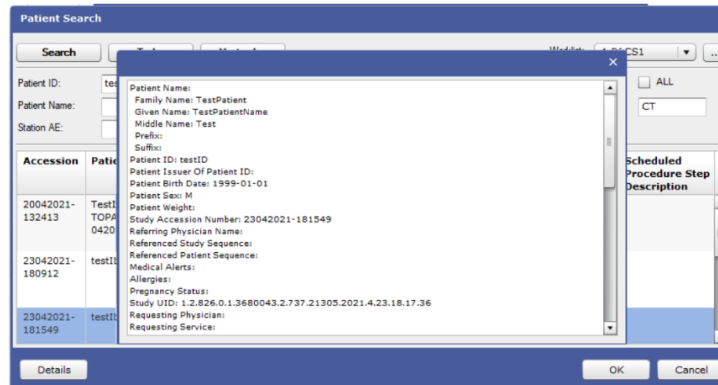 Patient Search
Search
1
CS1
...
×
Patient ID:
tes
ALL
Patient Name:
CT
Station AE:
Accession
Patie
Scheduled
Procedure Step
Description
20042021-
132413
TestI
TOPA
0420
23042021-
180912
testIt
23042021-
181549
testIt
Patient Name:
Family Name: TestPatient
Given Name: TestPatientName
Middle Name: Test
Prefix:
Suffix:
Patient ID: testID
Patient Issuer Of Patient ID:
Patient Birth Date: 1999-01-01
Patient Sex: M
Patient Weight:
Study Accession Number: 23042021-181549
Referring Physician Name:
Referenced Study Sequence:
Referenced Patient Sequence:
Medical Alerts:
Allergies:
Pregnancy Status:
Study UID: 1.2.826.0.1.3680043.2.737.21305.2021.4.23.18.17.36
Requesting Physician:
Requesting Service:
Details
OK
Cancel